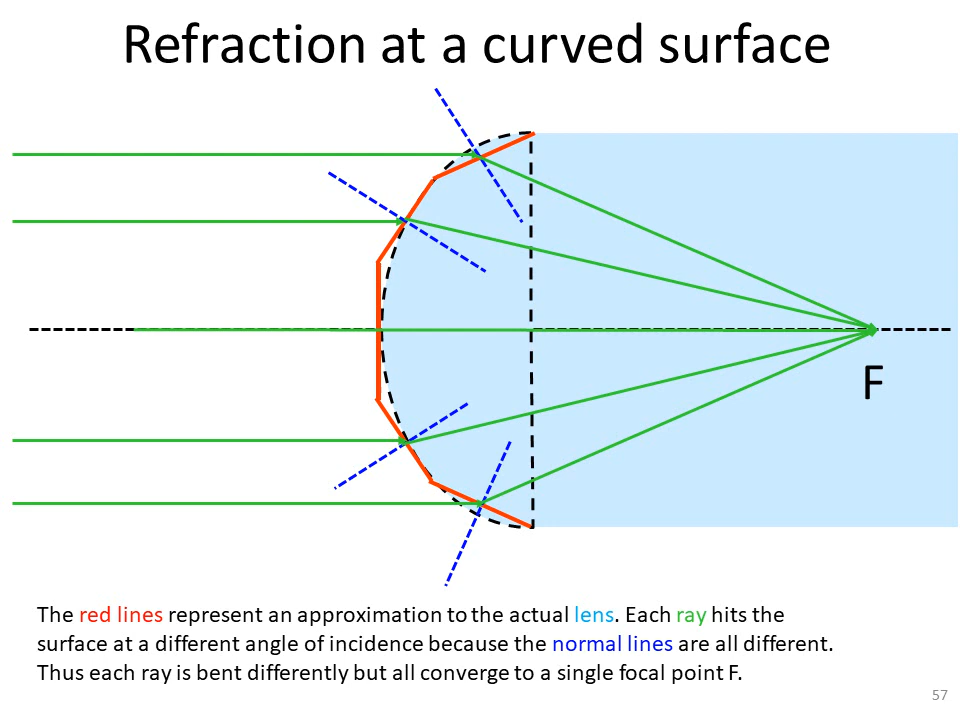 Refraction at a curved surface
F
The red lines represent an approximation to the actual lens. Each ray hits the
surface at a different angle of incidence because the normal lines are all different.
Thus each ray is bent differently but all converge to a single focal point F.
57